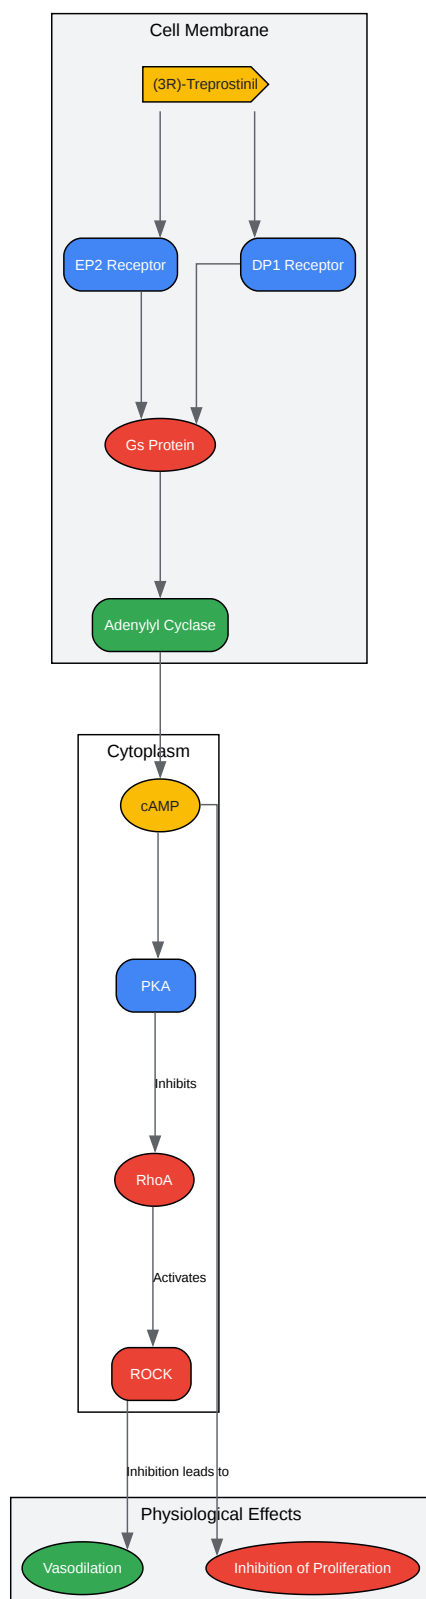 Cell Membrane
(3R)-Treprostinil
EP2 Receptor
DP1 Receptor
Gs Protein
Adenylyl Cyclase
Cytoplasm
cAMP
PKA
Inhibits
RhoA
Activates
ROCK
Inhibition leads to
Physiological Effects
Vasodilation
Inhibition of Proliferation